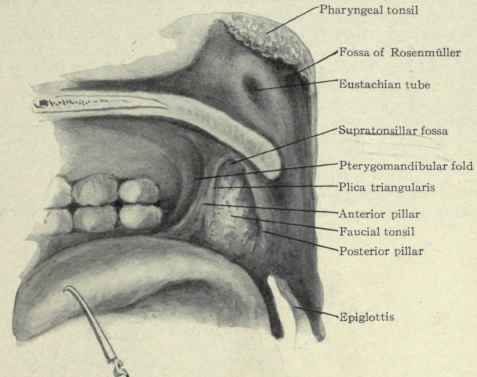 Pharyngeal tonsil
Fossa of Rosenmüller
Eustachian tube
Supratonsillar fossa
Pterygomandibular fold
Plica triangularis
Anterior pillar
Faucial tonsil
Posterior pillar
Epiglottis